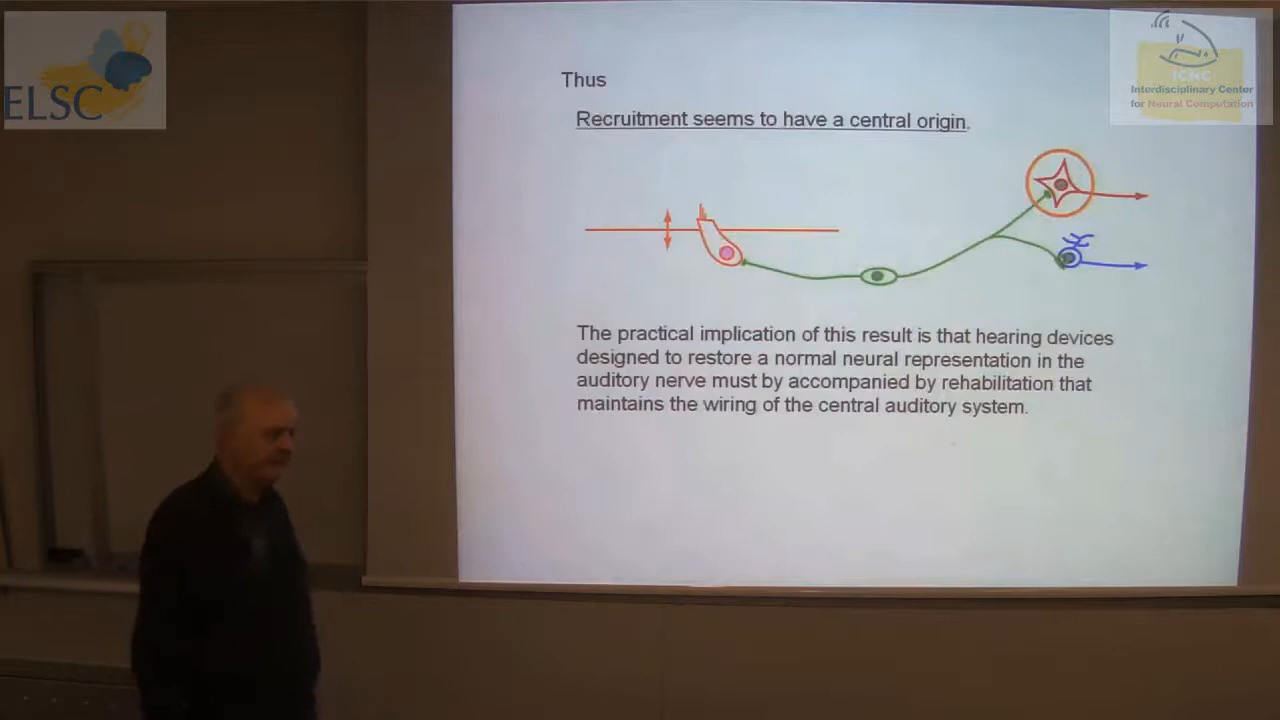 ELSC
ICNC
Interdisciplinary Center
for Neural Computation
Thus
Recruitment seems to have a central origin.
The practical implication of this result is that hearing devices
designed to restore a normal neural representation in the
auditory nerve must by accompanied by rehabilitation that
maintains the wiring of the central auditory system.